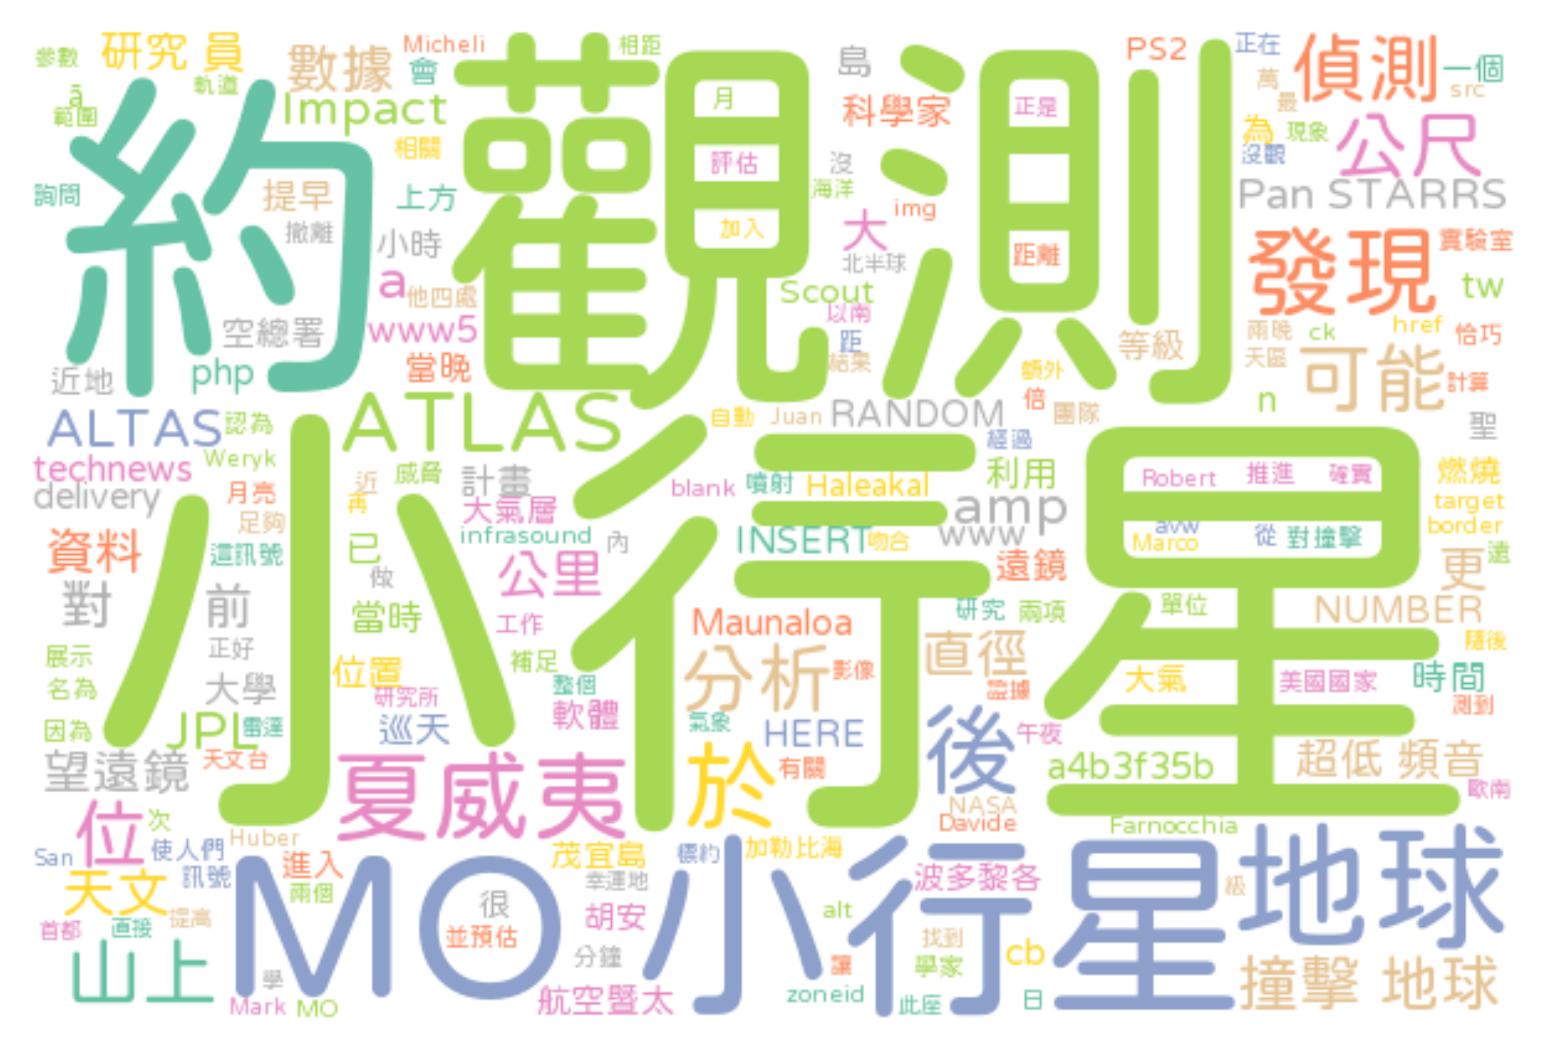 參數 研究 員 數據 Micheli 會 相距 島 PS2 正在 偵測 一個
軌道 ā 範圍 Impact 月 科學家 正是 萬 最 src
約 觀測 相關 評估 沒 為 現象 沒觀 公尺
詢問 提早 上方 海洋 img Pan STARRS
撤離 小時 加入 大 距離 發現 實驗室
空總署 a 他四處 北半球 Scout tw
近地 php www5 以南 距 等級 兩晚 ck href 恰巧
當晚 結果 額外 天區 可能 計算
ALTAS 認為 ATLAS 自動 Juan RANDOM 倍 團隊 n 聖
technews Weryk 近 威脅 計畫 經過 利用 Robert 推進 確實 燃燒
delivery 月亮 再 大氣層 blank 噴射 Haleakal amp target
足夠 小行星 infrasound 內 INSERT 吻合 www avw Marco 從 對撞擊 border
資料 這訊號 已 做 公里 遠鏡 更 遠
對 前 當時 工作 Maunaloa 研究 兩項 單位 NUMBER
展示 正好 位置 補足 分析 影像 直徑 隨後
名為 大學 研究所 整個 證據 大氣 美國國家 時間
因為 JPL 雷達 巡天 軟體 氣象 HERE 後 午夜 測到
望遠鏡 天文台 夏威夷 於 有關 a4b3f35b 超低 頻音
位 次 Huber NASA Davide Farnocchia 歐南
San 使人們 進入 茂宜島 標約 加勒比海 地球
天文 訊號 兩個 MO小行星 幸運地 波多黎各 級
首都 直接 提高 很 胡安 alt
山上 並預估 分鐘 讓 找到 學家 cb 撞擊 地球
學 Mark MO 航空暨太 zoneid 此座 日